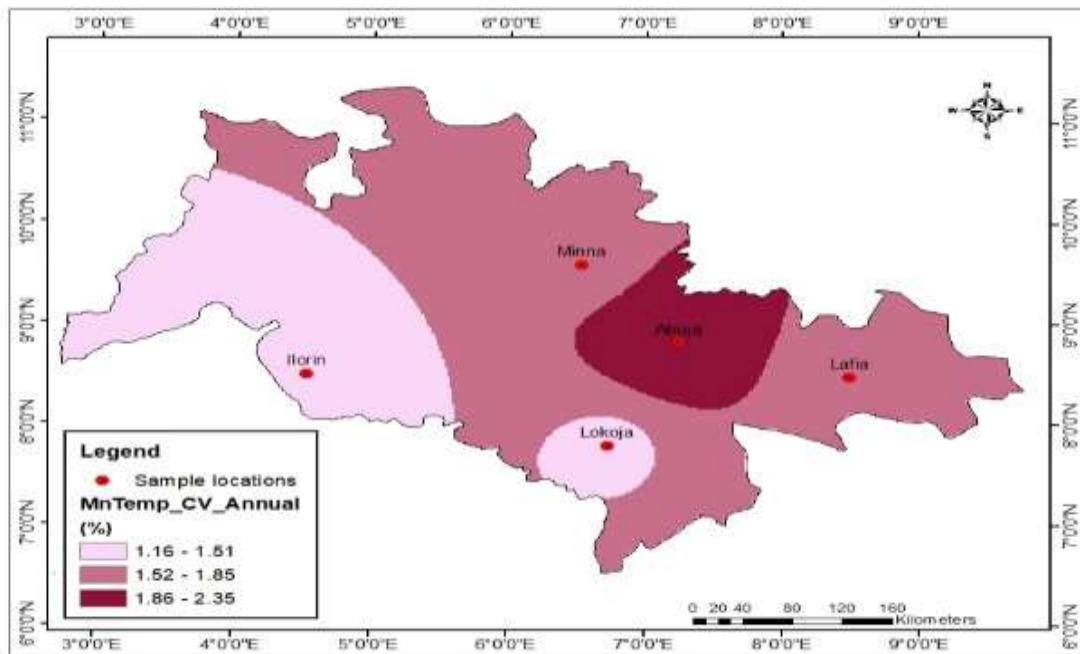 3°0'0"E 4°0'0"E 5°0'0"E 6°0'0"E 7°0'0"E 8°0'0"E 9°0'0"E
N
W E
S
11°0'0"N 11°0'0"N
10°0'0"N 10°0'0"N
Minna
9°0'0"N 9°0'0"N
Abuja
Ilorin
Lafia
8°0'0"N 8°0'0"N
Lokoja
Legend
Sample locations
MnTemp_CV_Annual
(%)
7°0'0"N 7°0'0"N
1.16 - 1.51
1.52 - 1.85
1.86 - 2.35
0 20 40 80 120 160
Kilometers
6°0'0"N 6°0'0"N
3°0'0"E 4°0'0"E 5°0'0"E 6°0'0"E 7°0'0"E 8°0'0"E 9°0'0"E